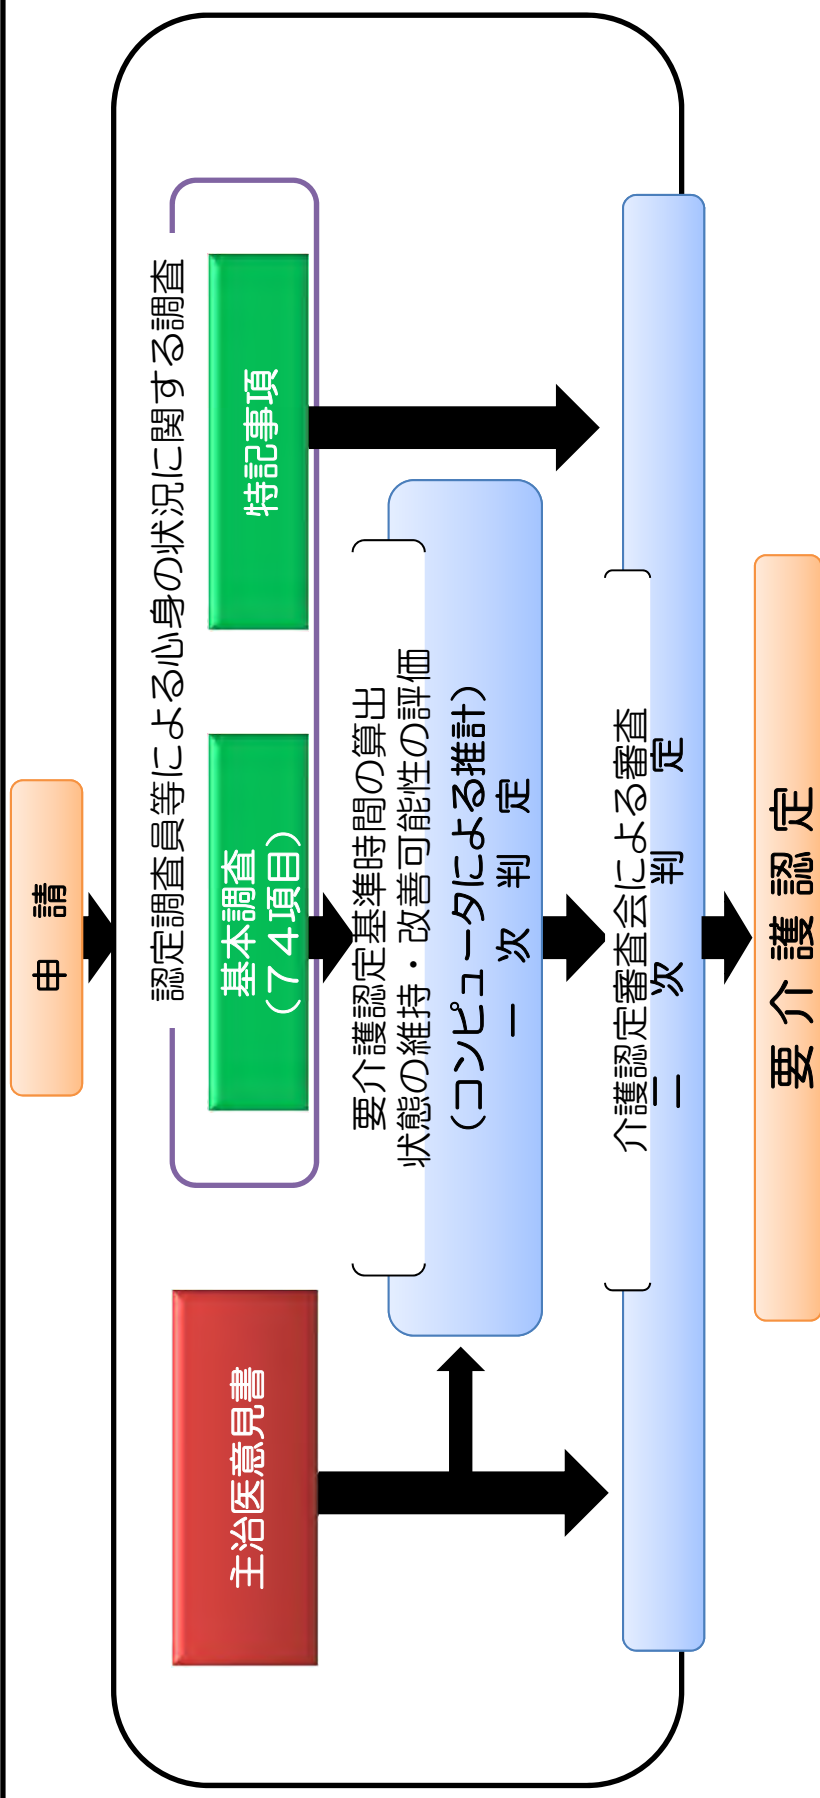 申　請
認定調査員等による心身の状況に関する調査
主治医意見書
基本調査
（７４項目）
特記事項
要介護認定基準時間の算出
状態の維持・改善可能性の評価
（コンピュータによる推計）
一　次　判　定
介護認定審査会による審査
二　次　判　定
要介護認定